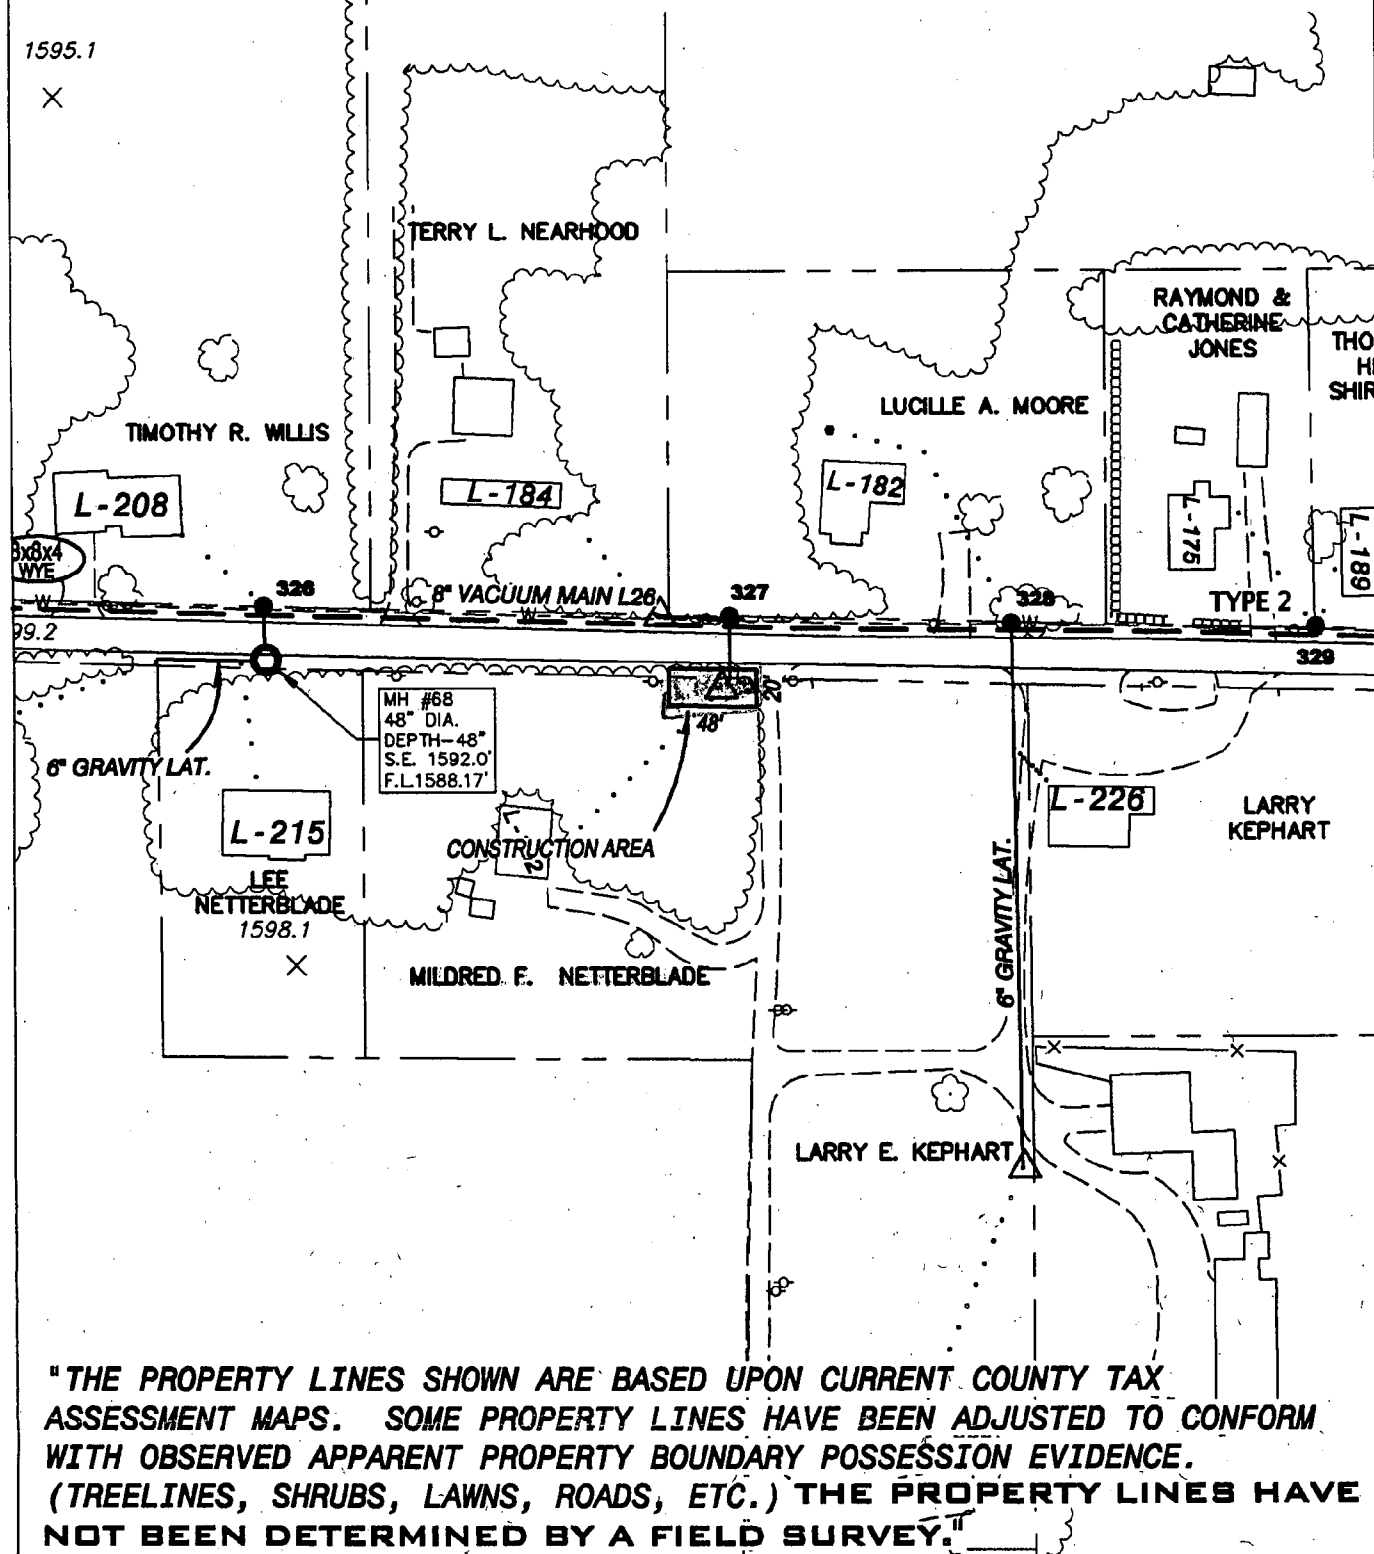 1595.1
TERRY L. NEARHOOD
RAYMOND &
CATHERINE
JONES
THO
SHIR
LUCILLE A. MOORE
TIMOTHY R. WILLIS
L-208
L-184
L-182
L-175
L-189
8x8x4
WYE
326
8" VACUUM MAIN L26
327
328
TYPE 2
329
99.2
W
W
W
MH #68
48" DIA.
DEPTH-48"
S.E. 1592.0'
F.L.1588.17'
20'
48'
6" GRAVITY LAT.
L-215
CONSTRUCTION AREA
L-226
LARRY
KEPHART
LEE
NETTERBLADE
1598.1
MILDRED F. NETTERBLADE
6" GRAVITY LAT.
LARRY E. KEPHART
"THE PROPERTY LINES SHOWN ARE BASED UPON CURRENT COUNTY TAX
ASSESSMENT MAPS. SOME PROPERTY LINES HAVE BEEN ADJUSTED TO CONFORM
WITH OBSERVED APPARENT PROPERTY BOUNDARY POSSESSION EVIDENCE.
(TREELINES, SHRUBS, LAWNS, ROADS, ETC.) THE PROPERTY LINES HAVE
NOT BEEN DETERMINED BY A FIELD SURVEY."